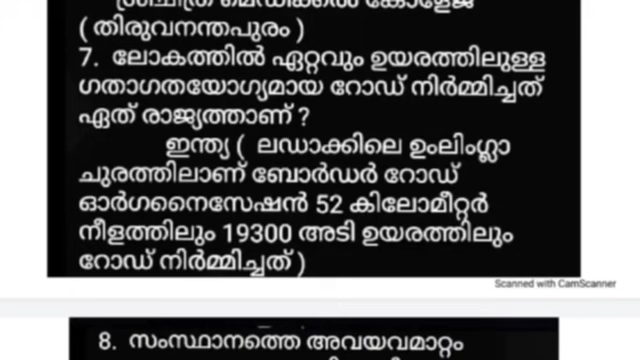 ശ്രീചിത്ര മെഡിക്കൽ കോളേജ്
( തിരുവനന്തപുരം )
7. ലോകത്തിൽ ഏറ്റവും ഉയരത്തിലുള്ള
ഗതാഗതയോഗ്യമായ റോഡ് നിർമ്മിച്ചത്
ഏത് രാജ്യത്താണ് ?
ഇന്ത്യ ( ലഡാക്കിലെ ഉംലിംഗ്ലാ
ചുരത്തിലാണ് ബോർഡർ റോഡ്
ഓർഗനൈസേഷൻ 52 കിലോമീറ്റർ
നീളത്തിലും 19300 അടി ഉയരത്തിലും
റോഡ് നിർമ്മിച്ചത് )
Scanned with CamScanner
8. സംസ്ഥാനത്തെ അവയവമാറ്റം